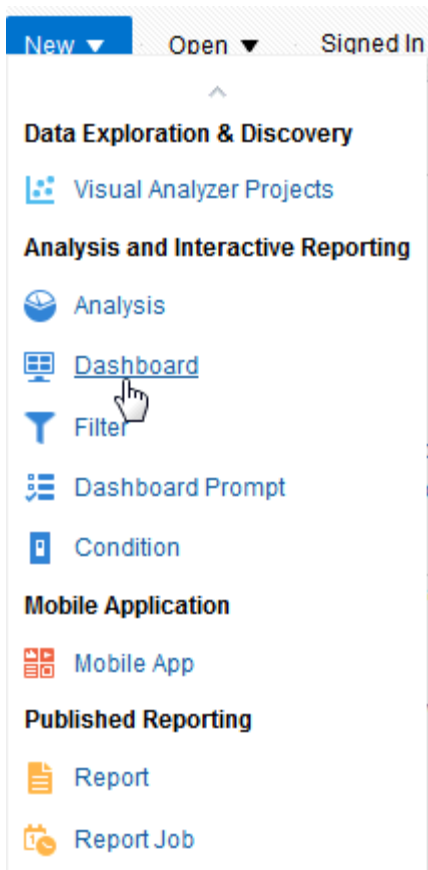 New ▼ Open ▼ Signed In
Data Exploration & Discovery
Visual Analyzer Projects
Analysis and Interactive Reporting
Analysis
Dashboard
Filter
Dashboard Prompt
Condition
Mobile Application
Mobile App
Published Reporting
Report
Report Job